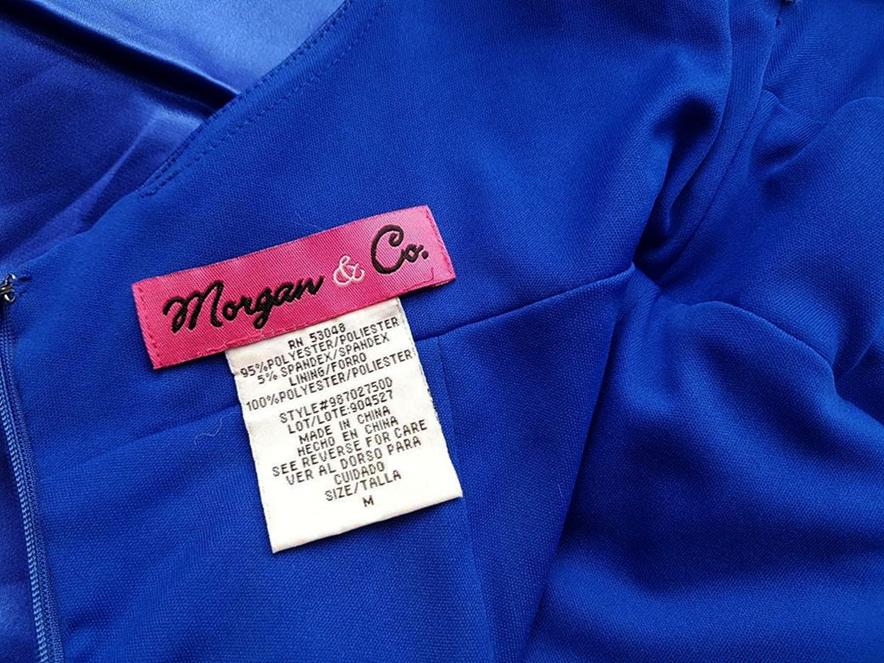 Morgan & Co.
RN 53048
95%POLYESTER/POLIESTER
5% SPANDEX/SPANDEX
LINING/FORRO
100%POLYESTER/POLIESTER
STYLE#98702750D
LOT/LOTE:904527
MADE IN CHINA
HECHO EN CHINA
SEE REVERSE FOR CARE
VER AL DORSO PARA
CUIDADO
SIZE/TALLA
M